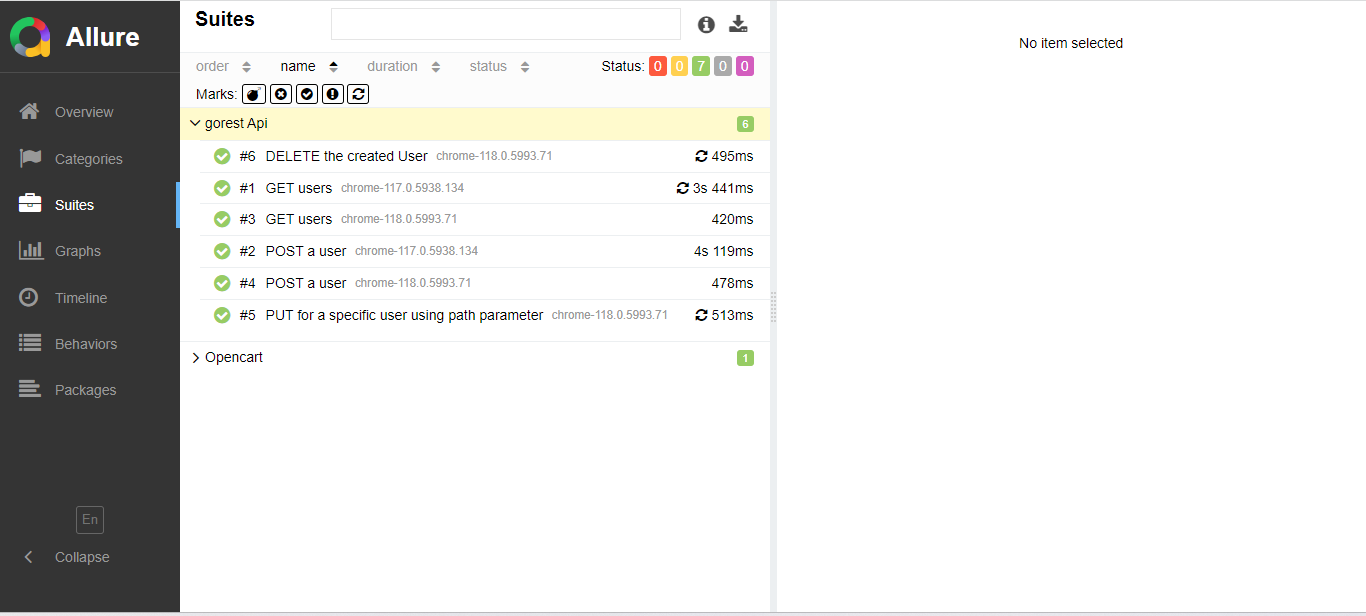 Allure
Overview
Categories
Suites
Graphs
Timeline
Behaviors
Packages
En
Collapse
Suites
order name duration status Status: 0 0 7 0 0
Marks:
gorest Api 6
#6 DELETE the created User chrome-118.0.5993.71 495ms
#1 GET users chrome-117.0.5938.134 3s 441ms
#3 GET users chrome-118.0.5993.71 420ms
#2 POST a user chrome-117.0.5938.134 4s 119ms
#4 POST a user chrome-118.0.5993.71 478ms
#5 PUT for a specific user using path parameter chrome-118.0.5993.71 513ms
Opencart 1
No item selected